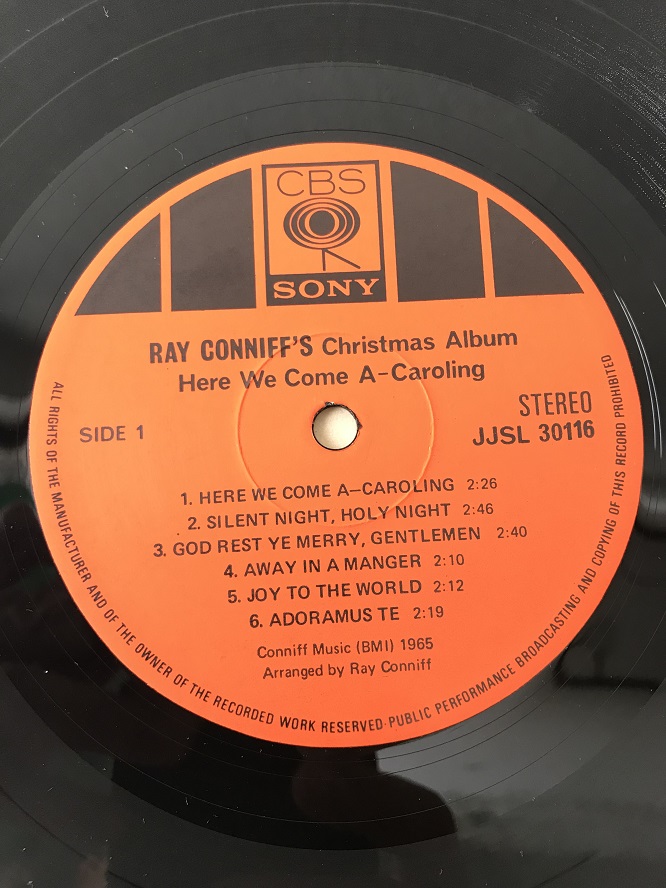 CBS
SONY
RAY CONNIFF'S Christmas Album
Here We Come A-Caroling
STEREO
SIDE 1
JJSL 30116
1. HERE WE COME A–CAROLING 2:26
2. SILENT NIGHT, HOLY NIGHT 2:46
3. GOD REST YE MERRY, GENTLEMEN 2:40
4. AWAY IN A MANGER 2:10
5. JOY TO THE WORLD 2:12
6. ADORAMUS TE 2:19
Conniff Music (BMI) 1965
Arranged by Ray Conniff
ALL RIGHTS OF THE MANUFACTURER AND OF THE OWNER OF THE RECORDED WORK RESERVED·PUBLIC PERFORMANCE BROADCASTING AND COPYING OF THIS RECORD PROHIBITED